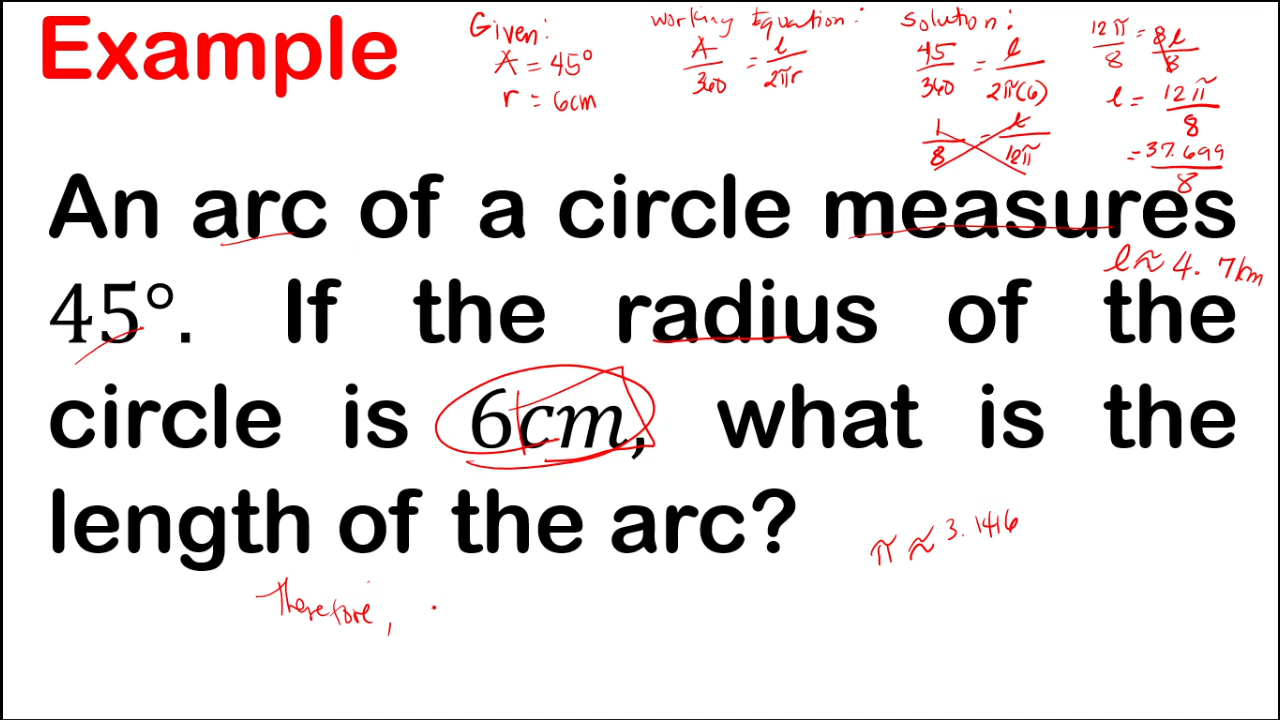 Example
Given:
A = 45°
r = 6cm
working Equation:
A/360 = l/2πr
solution:
45/360 = l/2π(6)
1/8 = l/12π
12π/8 = 8l/8
l = 12π/8
= 37.699/8
l ≈ 4.7km
An arc of a circle measures
45°. If the radius of the
circle is 6cm, what is the
length of the arc?
π ≈ 3.1416
Therefore,